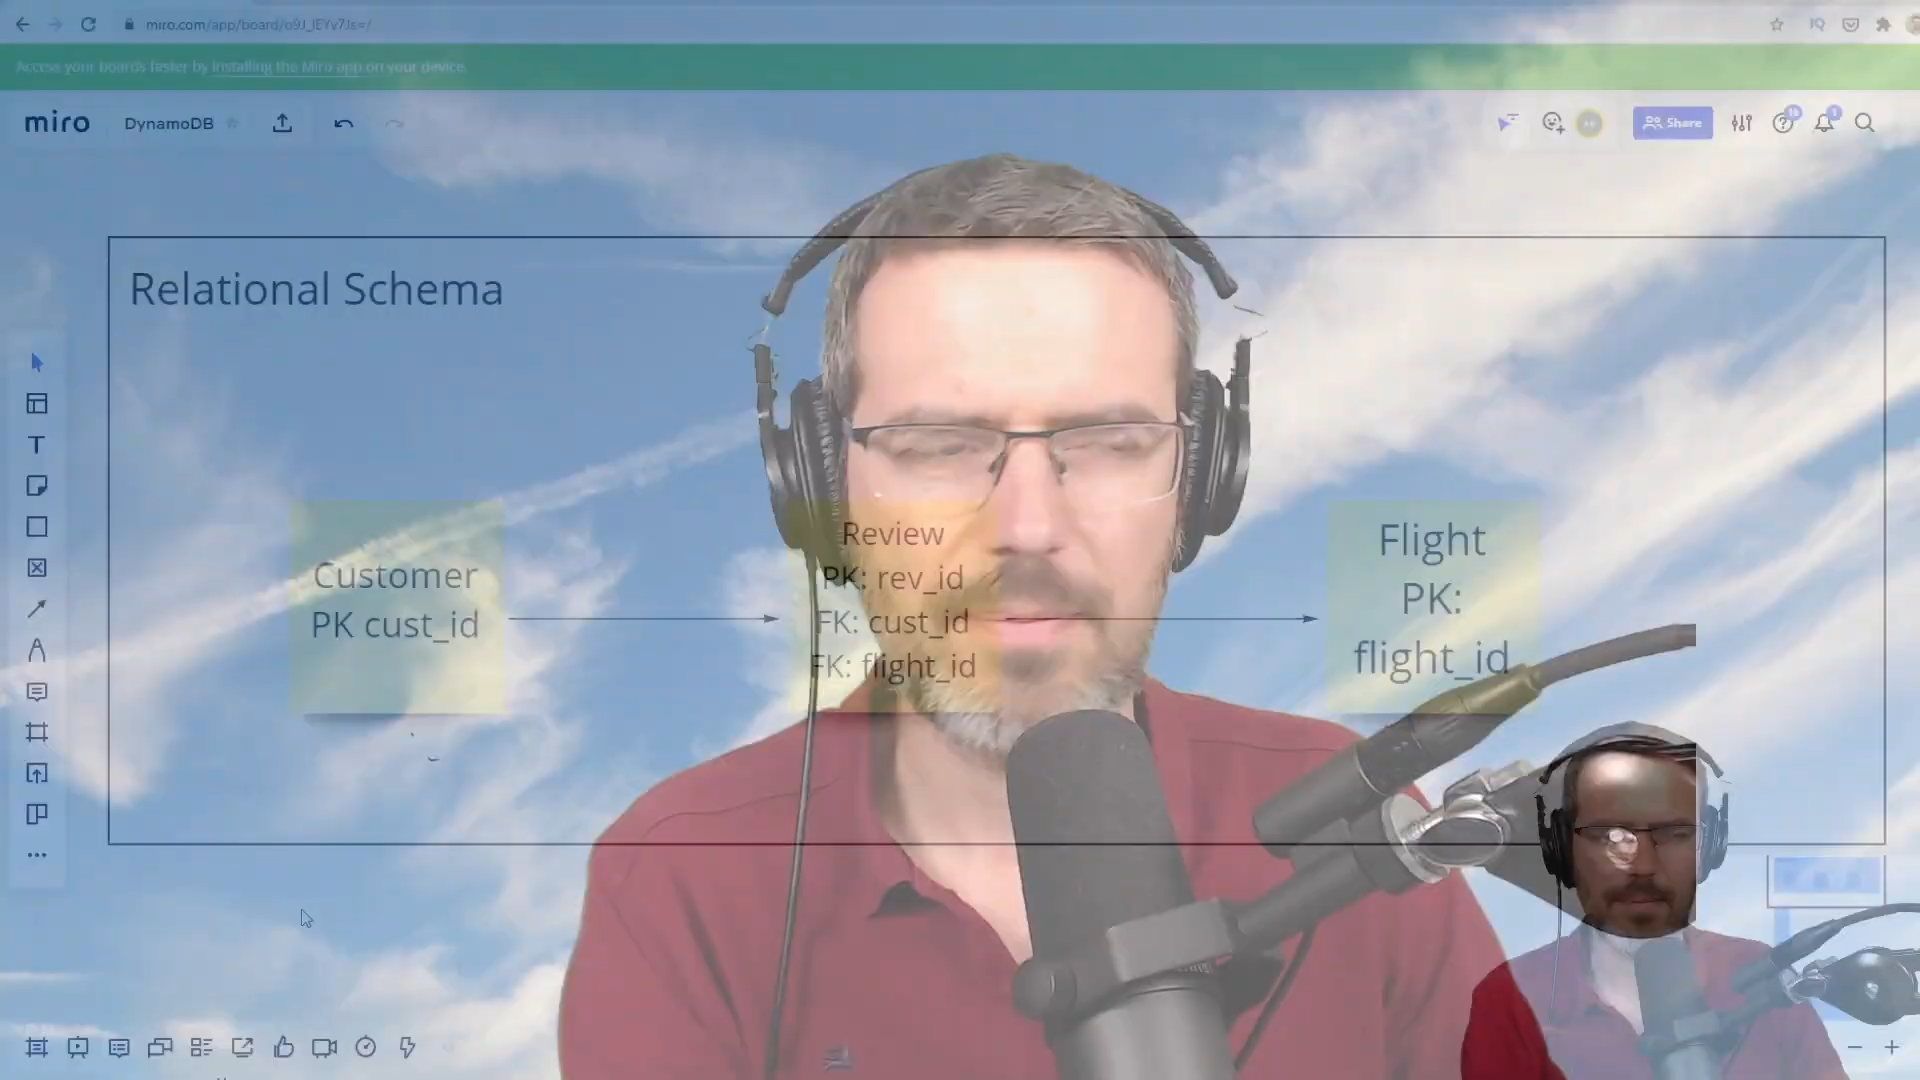 miro.com/app/board/o9J_lEYv7Js=/
Access your boards faster by installing the Miro app on your device.
miro
DynamoDB
Share
Relational Schema
Customer
PK cust_id
Review
PK: rev_id
FK: cust_id
FK: flight_id
Flight
PK:
flight_id